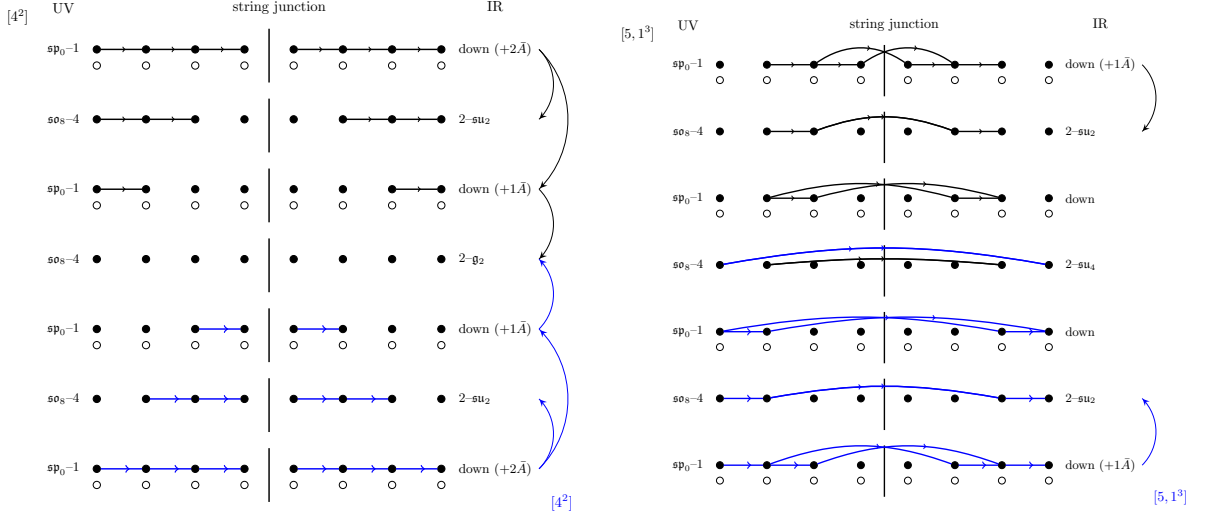 [4²] UV string junction IR
𝔰𝔭₀–1 down (+2Ā)
𝔰𝔬₈–4 2–𝔰𝔲₂
𝔰𝔭₀–1 down (+1Ā)
𝔰𝔬₈–4 2–𝔤₂
𝔰𝔭₀–1 down (+1Ā)
𝔰𝔬₈–4 2–𝔰𝔲₂
𝔰𝔭₀–1 down (+2Ā)
[4²]
[5, 1³] UV string junction IR
𝔰𝔭₀–1 down (+1Ā)
𝔰𝔬₈–4 2–𝔰𝔲₂
𝔰𝔭₀–1 down
𝔰𝔬₈–4 2–𝔰𝔲₄
𝔰𝔭₀–1 down
𝔰𝔬₈–4 2–𝔰𝔲₂
𝔰𝔭₀–1 down (+1Ā)
[5, 1³]